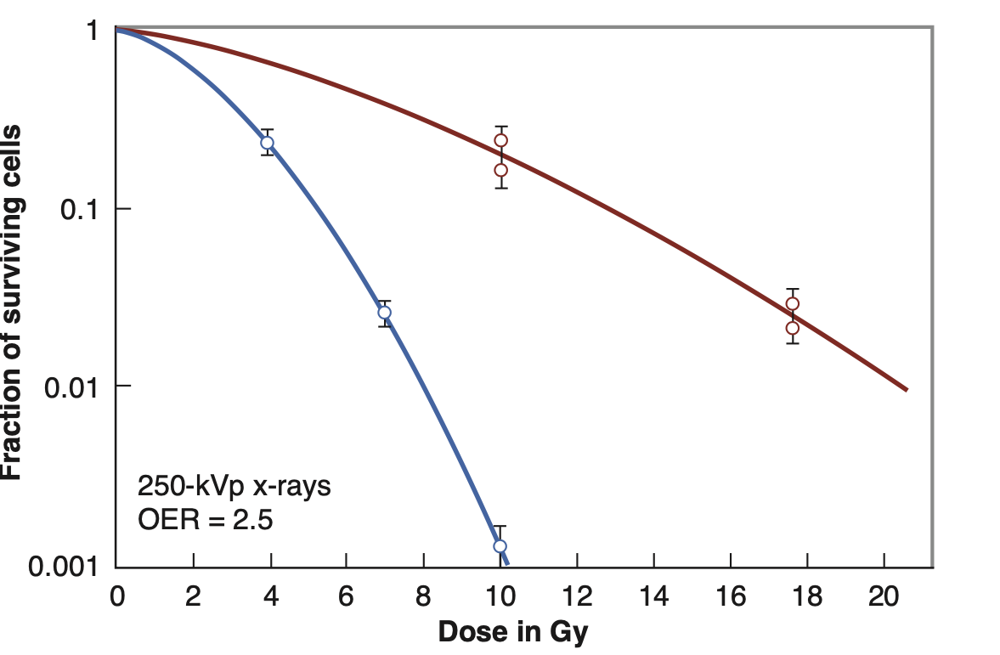 1
0.1
0.01
0.001
Fraction of surviving cells
250-kVp x-rays
OER = 2.5
0 2 4 6 8 10 12 14 16 18 20
Dose in Gy